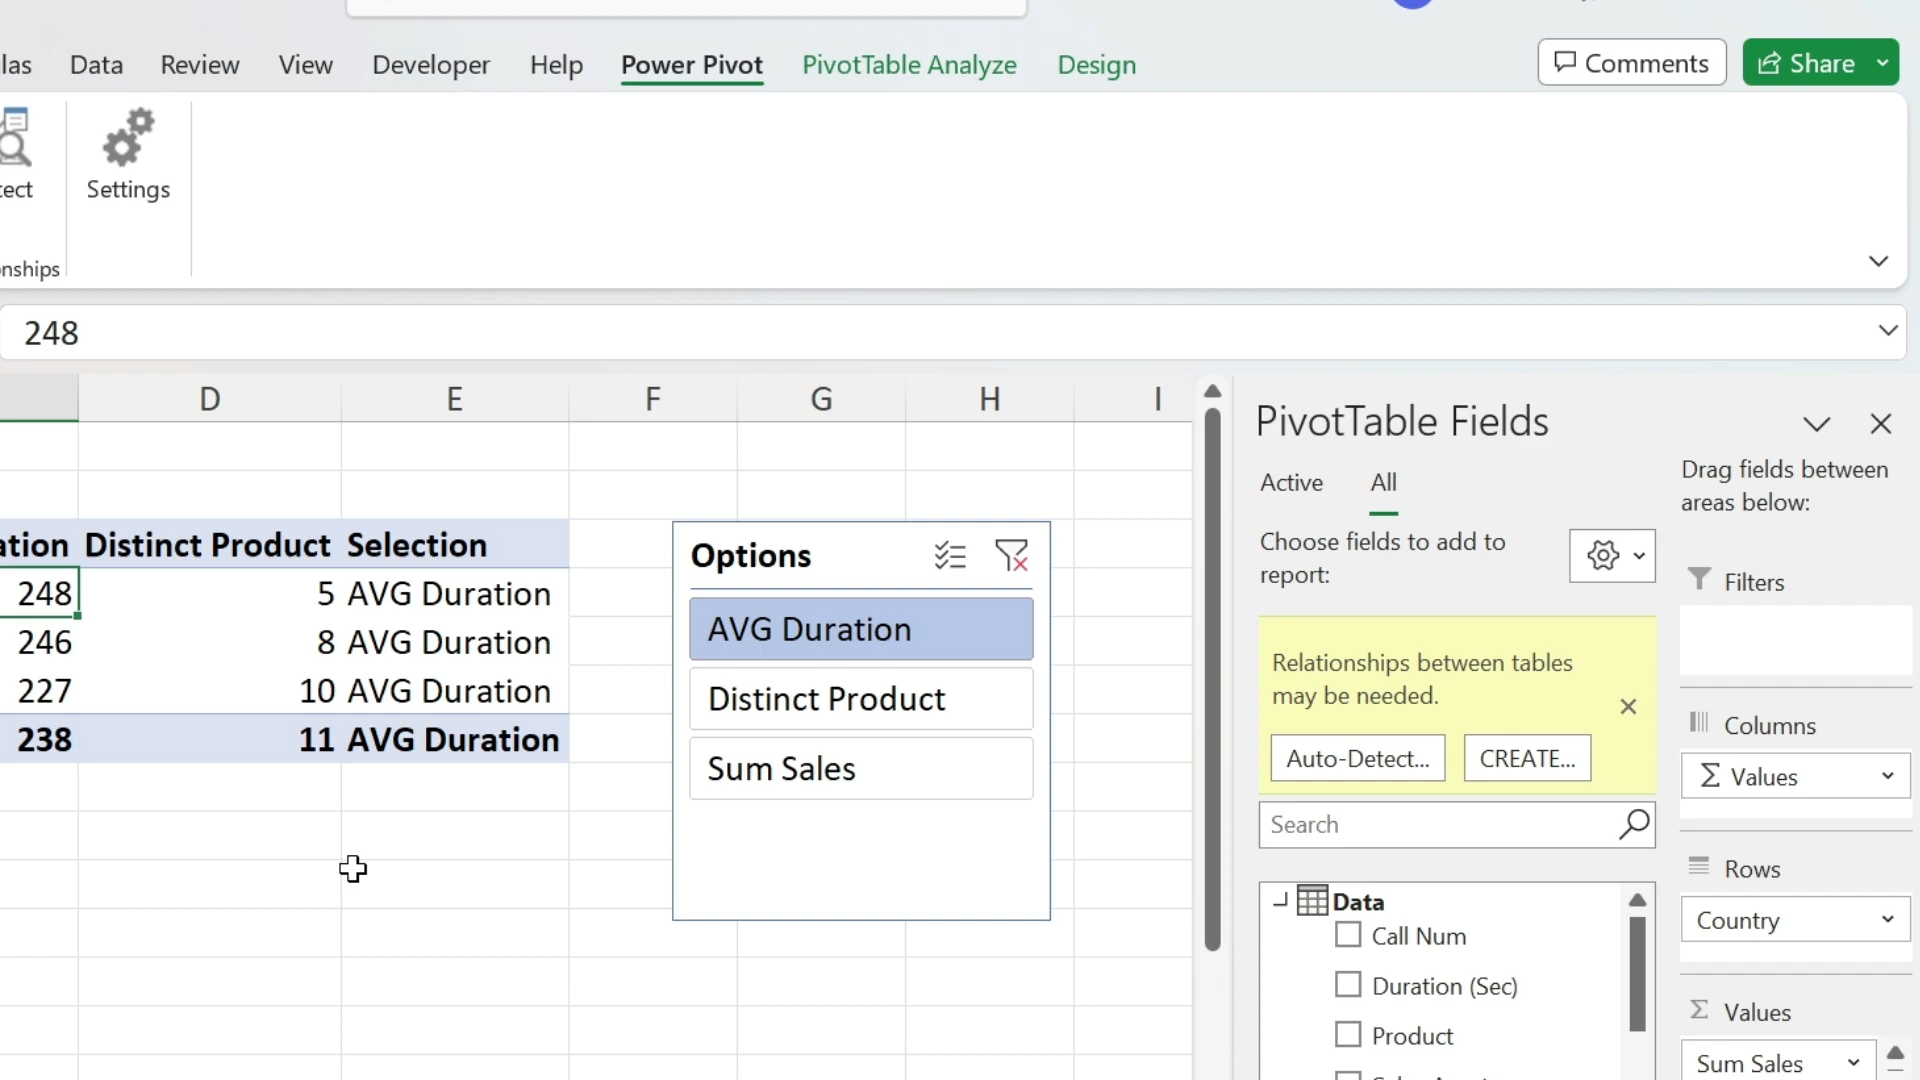 Data Review View Developer Help Power Pivot PivotTable Analyze Design Comments Share
Settings
248
D E F G H I
Distinct Product Selection
248 5 AVG Duration
246 8 AVG Duration
227 10 AVG Duration
238 11 AVG Duration
Options
AVG Duration
Distinct Product
Sum Sales
PivotTable Fields
Active All
Choose fields to add to
report:
Relationships between tables
may be needed.
Auto-Detect... CREATE...
Search
Data
Call Num
Duration (Sec)
Product
Drag fields between
areas below:
Filters
Columns
Σ Values
Rows
Country
Σ Values
Sum Sales